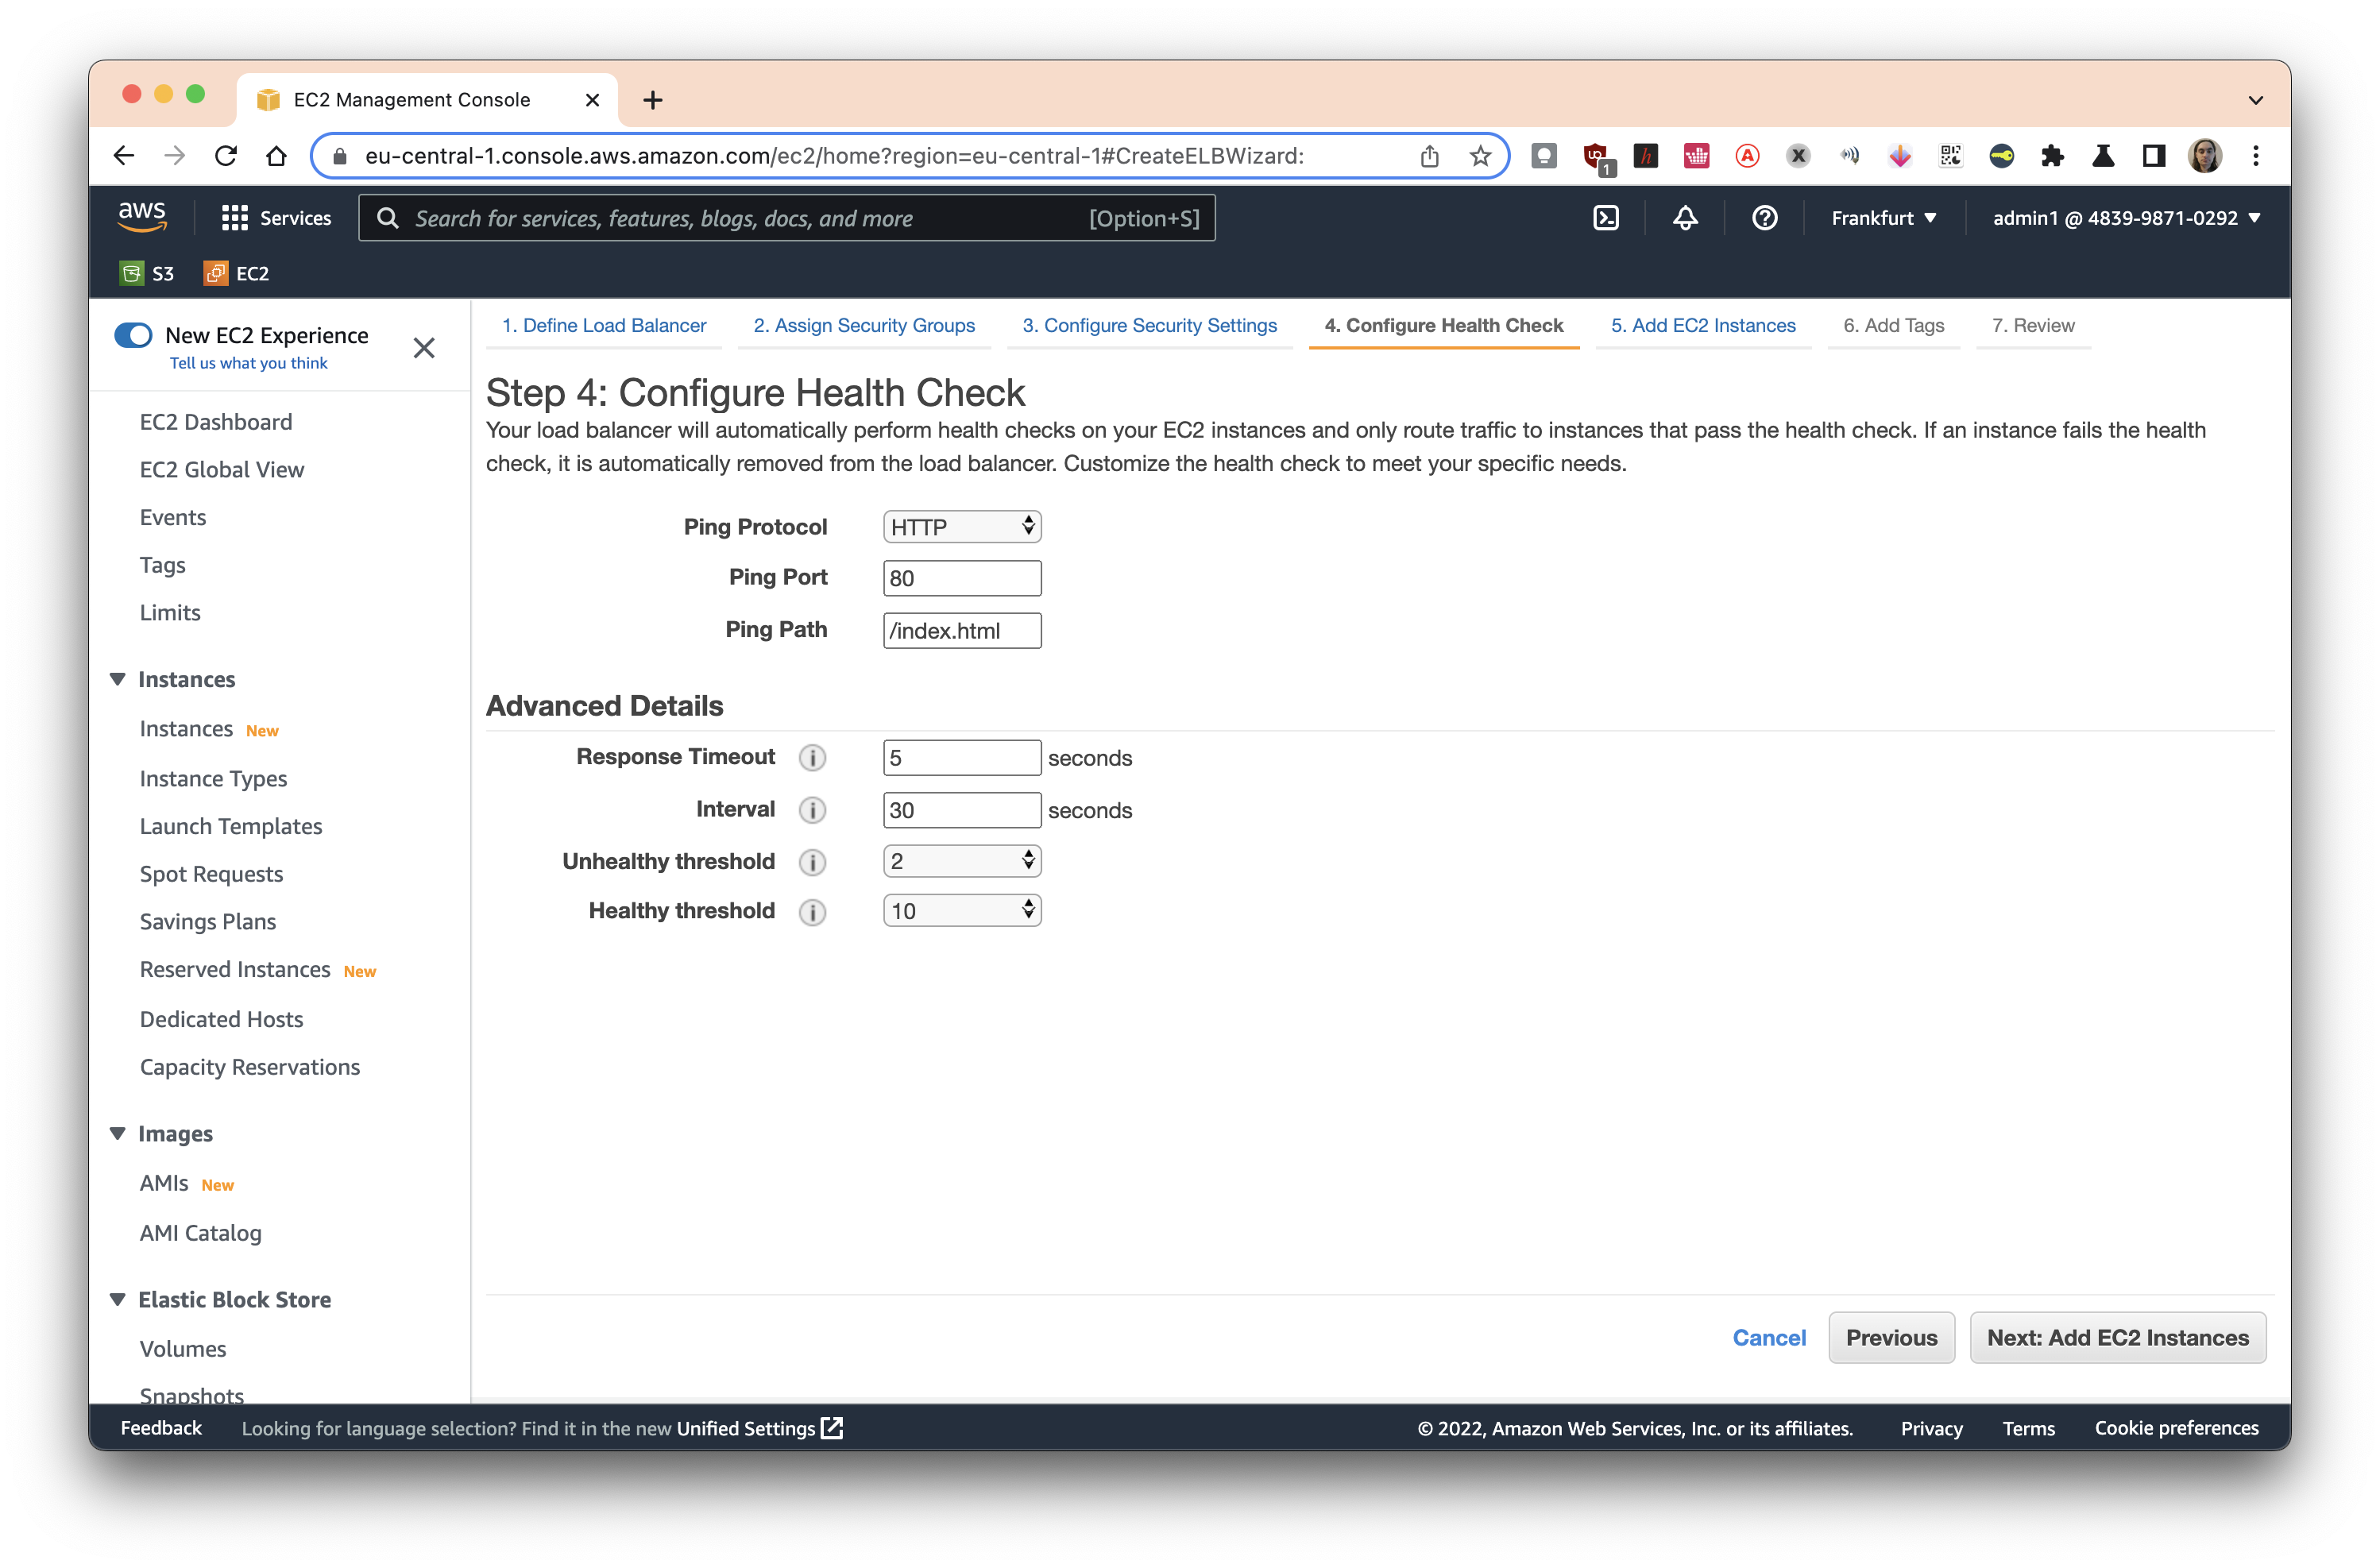 EC2 Management Console
eu-central-1.console.aws.amazon.com/ec2/home?region=eu-central-1#CreateELBWizard:
1
aws
Services
Search for services, features, blogs, docs, and more
[Option+S]
Frankfurt
admin1 @ 4839-9871-0292
S3
EC2
New EC2 Experience
Tell us what you think
EC2 Dashboard
EC2 Global View
Events
Tags
Limits
Instances
Instances New
Instance Types
Launch Templates
Spot Requests
Savings Plans
Reserved Instances New
Dedicated Hosts
Capacity Reservations
Images
AMIs New
AMI Catalog
Elastic Block Store
Volumes
Snapshots
1. Define Load Balancer
2. Assign Security Groups
3. Configure Security Settings
4. Configure Health Check
5. Add EC2 Instances
6. Add Tags
7. Review
Step 4: Configure Health Check
Your load balancer will automatically perform health checks on your EC2 instances and only route traffic to instances that pass the health check. If an instance fails the health
check, it is automatically removed from the load balancer. Customize the health check to meet your specific needs.
Ping Protocol HTTP
Ping Port 80
Ping Path /index.html
Advanced Details
Response Timeout 5 seconds
Interval 30 seconds
Unhealthy threshold 2
Healthy threshold 10
Cancel
Previous
Next: Add EC2 Instances
Feedback
Looking for language selection? Find it in the new Unified Settings
© 2022, Amazon Web Services, Inc. or its affiliates.
Privacy
Terms
Cookie preferences